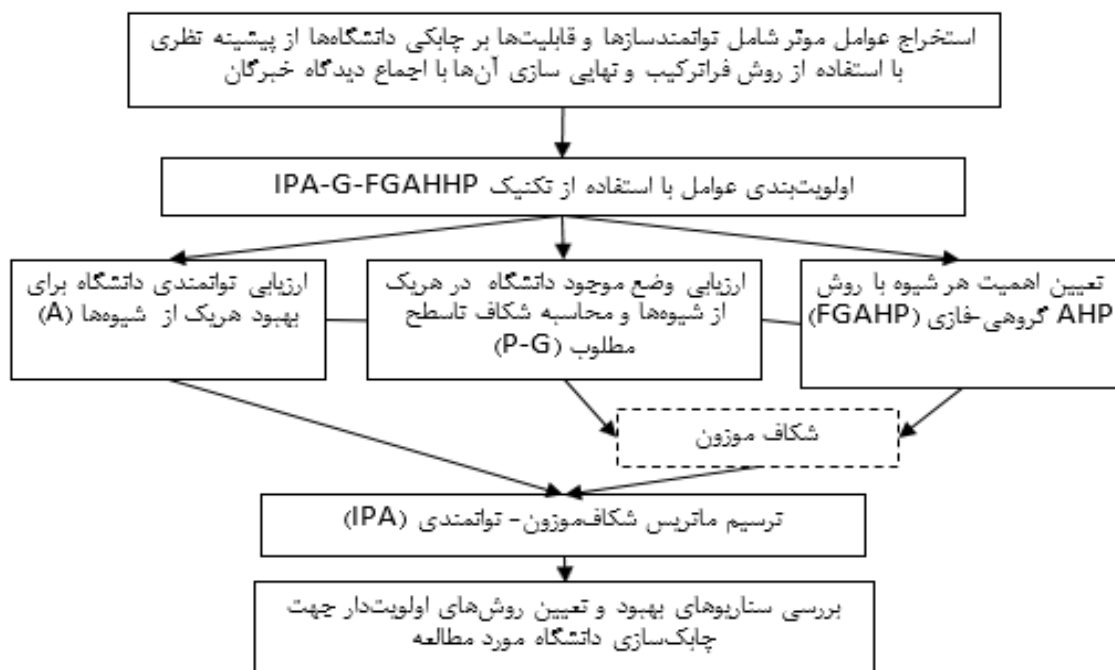 استخراج عوامل موثر شامل توانمندسازها و قابلیت‌ها بر چابکی دانشگاه‌ها از پیشینه نظری
با استفاده از روش فراترکیب و نهایی سازی آن‌ها با اجماع دیدگاه خبرگان
اولویت‌بندی عوامل با استفاده از تکنیک IPA-G-FGAHHP
تعیین اهمیت هر شیوه با روش
AHP گروهی-فازی (FGAHP)
ارزیابی وضع موجود دانشگاه در هریک
از شیوه‌ها و محاسبه شکاف تاسطح
مطلوب (P-G)
ارزیابی توانمندی دانشگاه برای
بهبود هریک از شیوه‌ها (A)
شکاف موزون
ترسیم ماتریس شکاف‌موزون- توانمندی (IPA)
بررسی سناریوهای بهبود و تعیین روش‌های اولویت‌دار جهت
چابک‌سازی دانشگاه مورد مطالعه